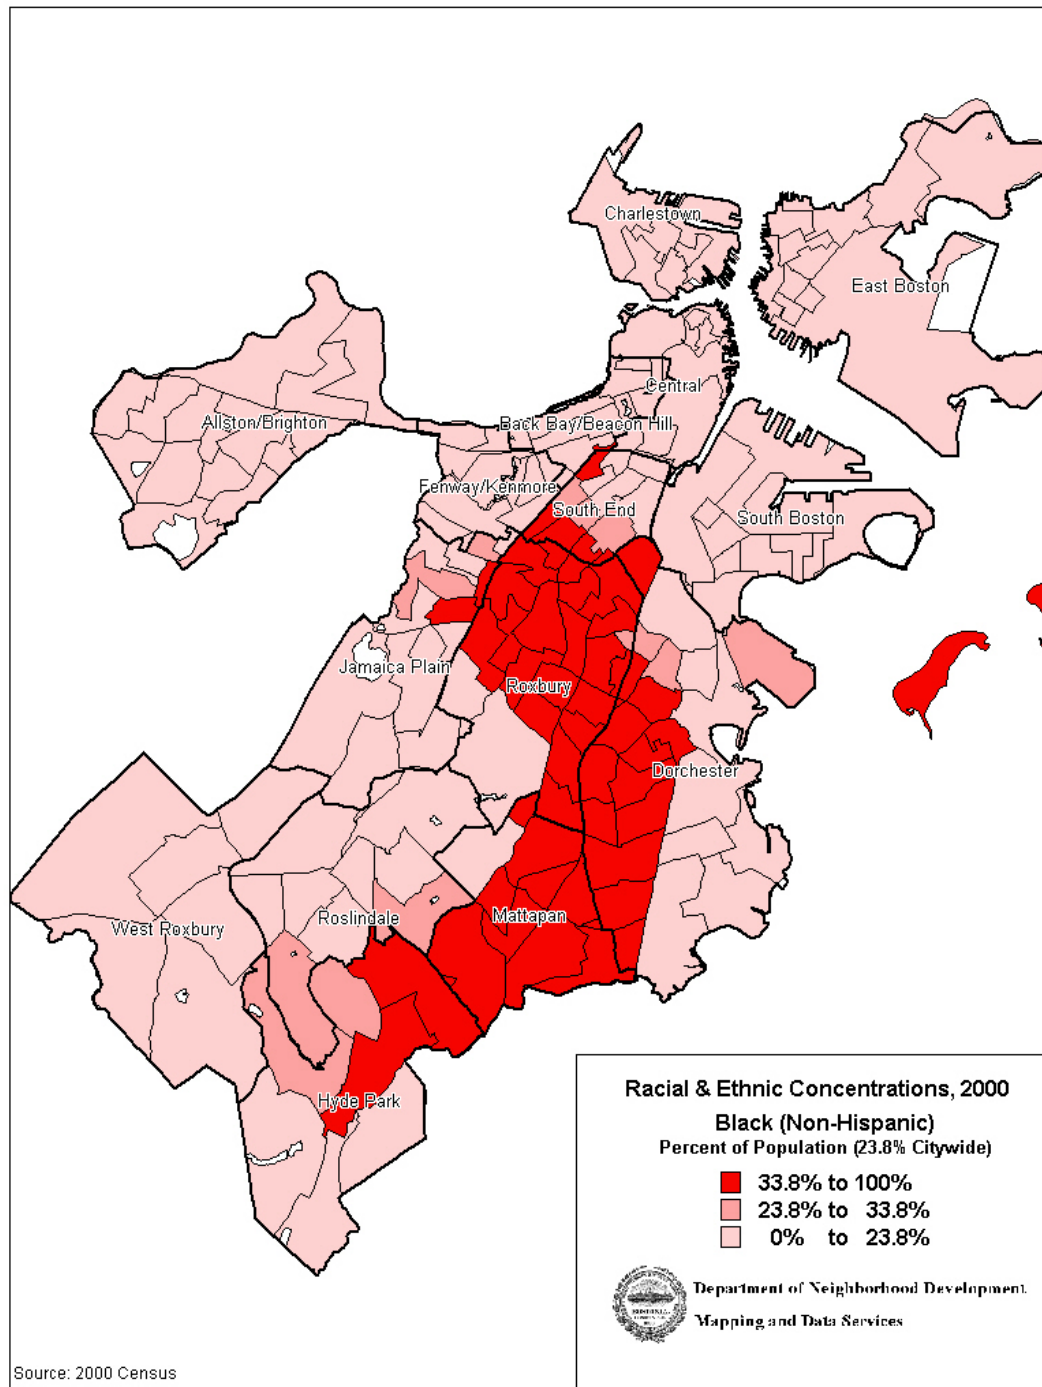 Charlestown
East Boston
Central
Allston/Brighton
Back Bay/Beacon Hill
Fenway/Kenmore
South End
South Boston
Jamaica Plain
Roxbury
Dorchester
West Roxbury
Roslindale
Mattapan
Hyde Park
Racial & Ethnic Concentrations, 2000
Black (Non-Hispanic)
Percent of Population (23.8% Citywide)
33.8% to 100%
23.8% to 33.8%
0% to 23.8%
Department of Neighborhood Development
Mapping and Data Services
Source: 2000 Census